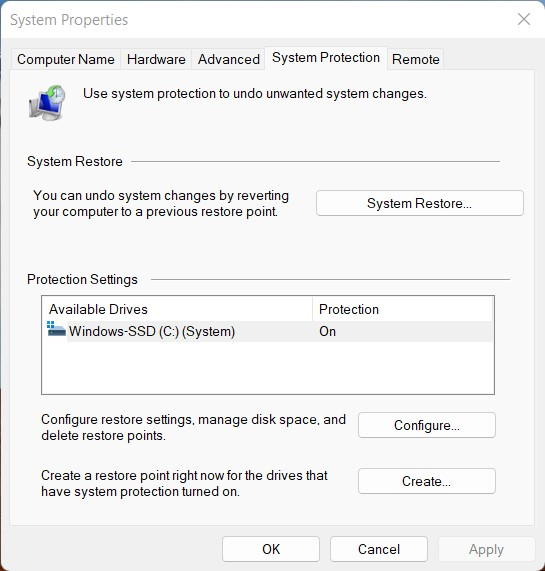 System Properties
Computer Name Hardware Advanced System Protection Remote
Use system protection to undo unwanted system changes.
System Restore
You can undo system changes by reverting
your computer to a previous restore point.
System Restore...
Protection Settings
Available Drives Protection
Windows-SSD (C:) (System) On
Configure restore settings, manage disk space, and
delete restore points.
Configure...
Create a restore point right now for the drives that
have system protection turned on.
Create...
OK Cancel Apply